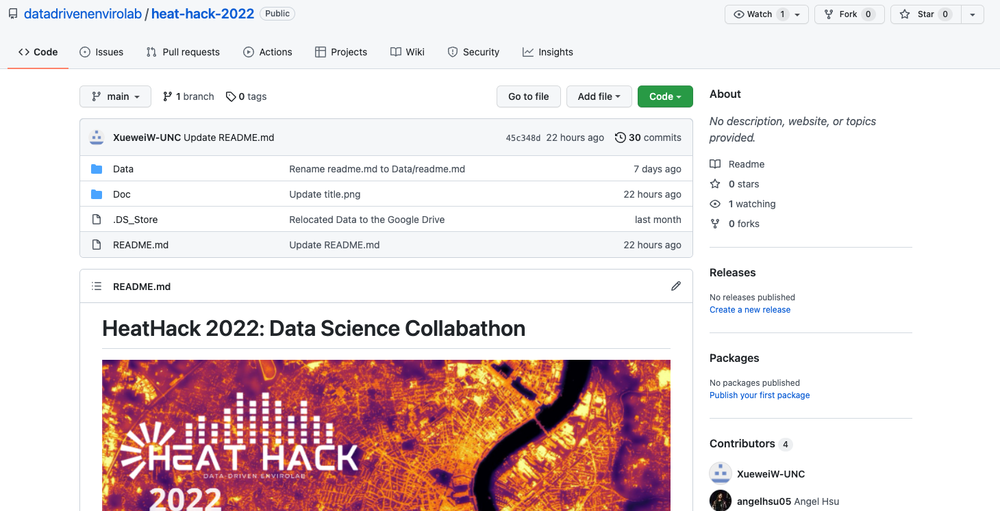 datadrivenenvirolab / heat-hack-2022 Public
Watch 1 Fork 0 Star 0
Code Issues Pull requests Actions Projects Wiki Security Insights
main 1 branch 0 tags Go to file Add file Code
XueweiW-UNC Update README.md 45c348d 22 hours ago 30 commits
Data Rename readme.md to Data/readme.md 7 days ago
Doc Update title.png 22 hours ago
.DS_Store Relocated Data to the Google Drive last month
README.md Update README.md 22 hours ago
README.md
HeatHack 2022: Data Science Collabathon
HEAT HACK
DATA-DRIVEN ENVIROLAB
2022
About
No description, website, or topics
provided.
Readme
0 stars
1 watching
0 forks
Releases
No releases published
Create a new release
Packages
No packages published
Publish your first package
Contributors 4
XueweiW-UNC
angelhsu05 Angel Hsu